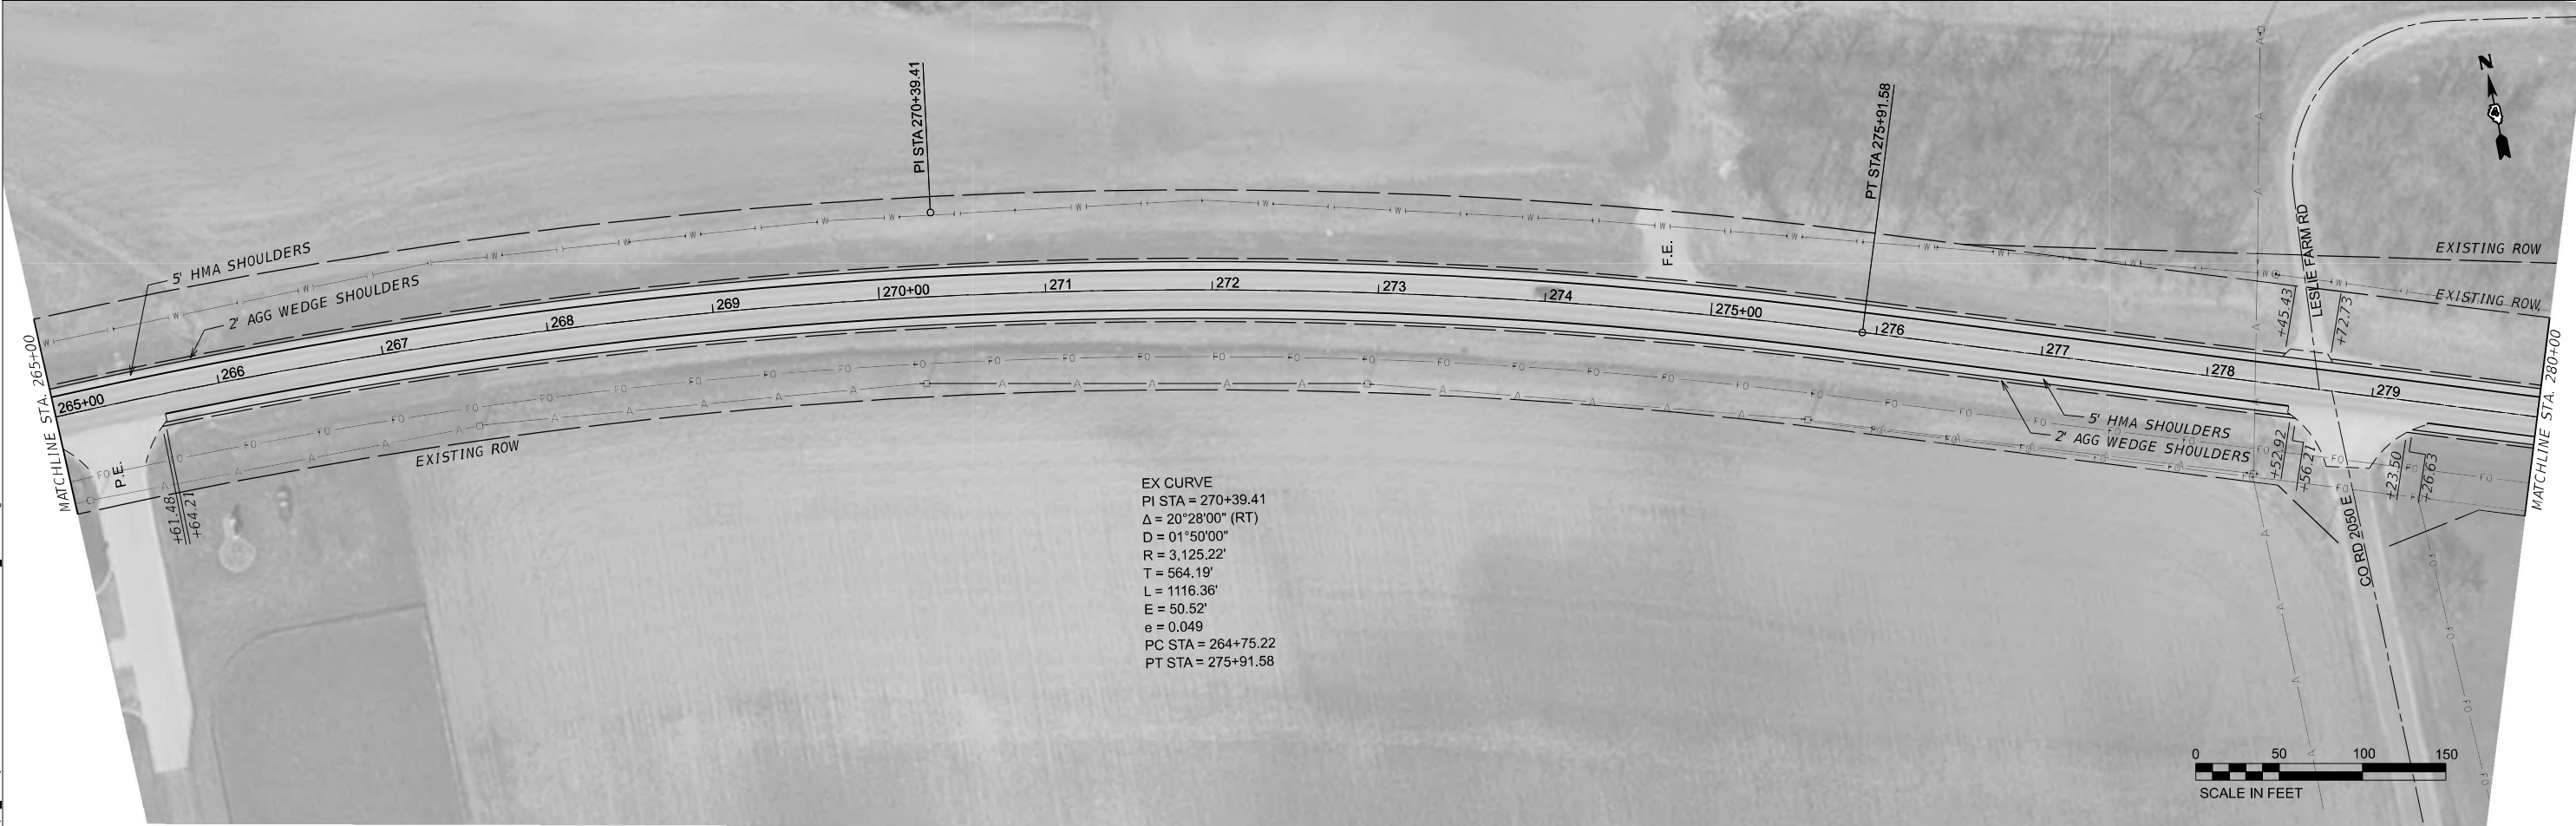 PI STA 270+39.41
PT STA 275+91.58
N
5' HMA SHOULDERS
2' AGG WEDGE SHOULDERS
F.E.
LESLIE FARM RD
EXISTING ROW
EXISTING ROW
+45.43
+72.73
MATCHLINE STA. 265+00
265+00
266
267
268
269
270+00
271
272
273
274
275+00
276
277
278
279
MATCHLINE STA. 280+00
P.E.
+61.48
+64.21
EXISTING ROW
5' HMA SHOULDERS
2' AGG WEDGE SHOULDERS
+52.92
+56.21
+23.50
+26.63
CO RD 2050 E
EX CURVE
PI STA = 270+39.41
Δ = 20°28'00" (RT)
D = 01°50'00"
R = 3,125.22'
T = 564.19'
L = 1116.36'
E = 50.52'
e = 0.049
PC STA = 264+75.22
PT STA = 275+91.58
0 50 100 150
SCALE IN FEET